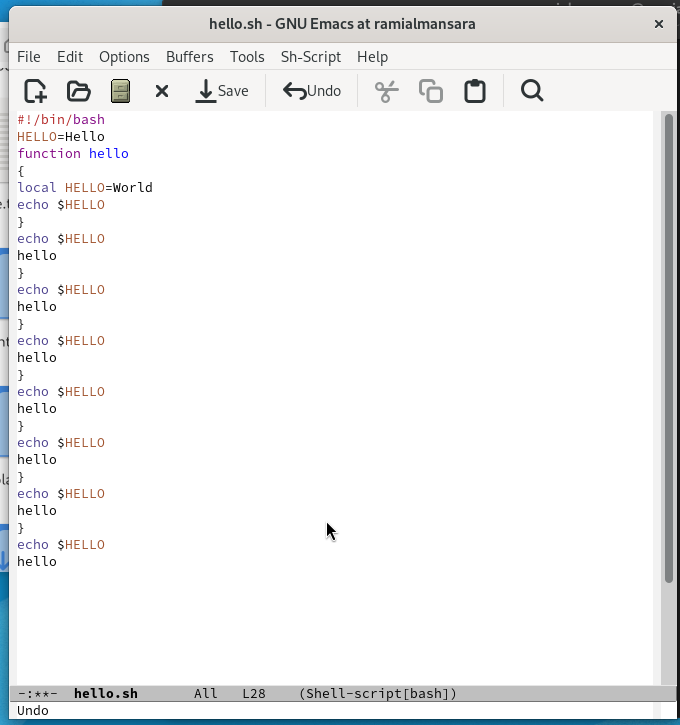 hello.sh - GNU Emacs at ramialmansara
File Edit Options Buffers Tools Sh-Script Help
Save Undo
#!/bin/bash
HELLO=Hello
function hello
{
local HELLO=World
echo $HELLO
}
echo $HELLO
hello
}
echo $HELLO
hello
}
echo $HELLO
hello
}
echo $HELLO
hello
}
echo $HELLO
hello
}
echo $HELLO
hello
}
echo $HELLO
hello
-:**- hello.sh All L28 (Shell-script[bash])
Undo